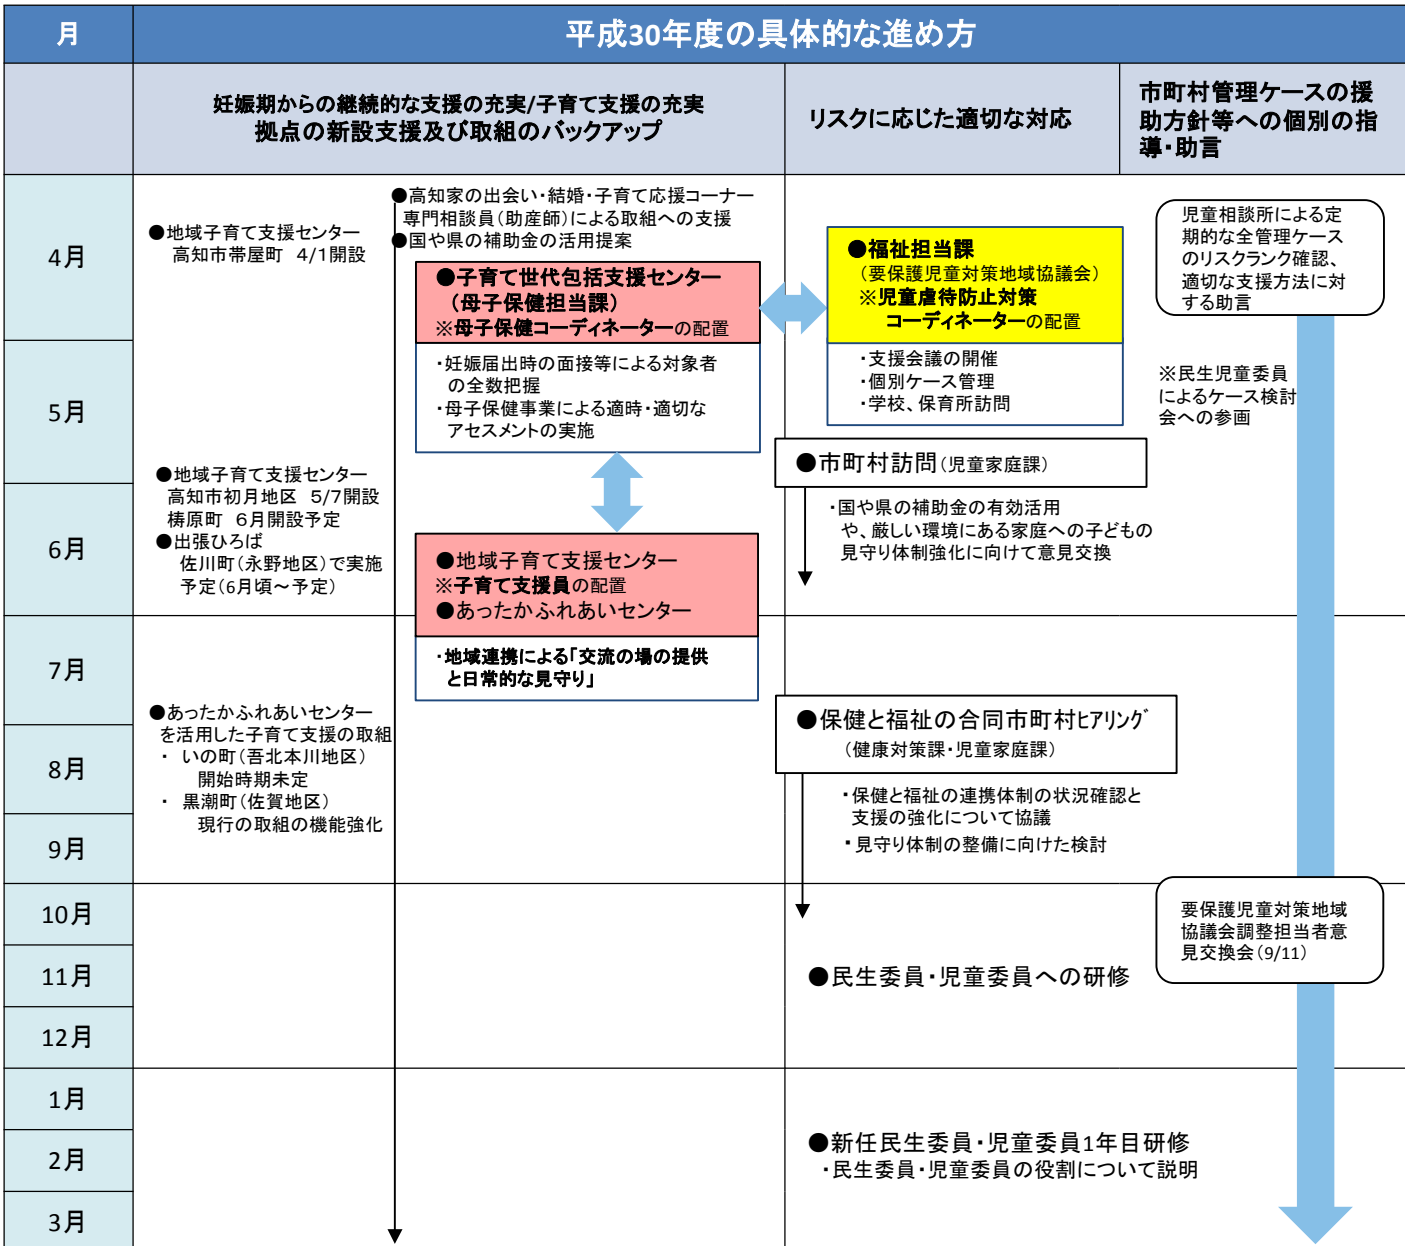 月
平成30年度の具体的な進め方
妊娠期からの継続的な支援の充実/子育て支援の充実
拠点の新設支援及び取組のバックアップ
リスクに応じた適切な対応
市町村管理ケースの援
助方針等への個別の指
導・助言
4月
●地域子育て支援センター
高知市帯屋町 4/1開設
●高知家の出会い・結婚・子育て応援コーナー
専門相談員(助産師)による取組への支援
●国や県の補助金の活用提案
●子育て世代包括支援センター
(母子保健担当課)
※母子保健コーディネーターの配置
・妊娠届出時の面接等による対象者
の全数把握
・母子保健事業による適時・適切な
アセスメントの実施
●福祉担当課
(要保護児童対策地域協議会)
※児童虐待防止対策
コーディネーターの配置
・支援会議の開催
・個別ケース管理
・学校、保育所訪問
児童相談所による定
期的な全管理ケース
のリスクランク確認、
適切な支援方法に対
する助言
5月
※民生児童委員
によるケース検討
会への参画
●地域子育て支援センター
高知市初月地区 5/7開設
梼原町 6月開設予定
●出張ひろば
佐川町(永野地区)で実施
予定(6月頃～予定)
●市町村訪問(児童家庭課)
・国や県の補助金の有効活用
や、厳しい環境にある家庭への子どもの
見守り体制強化に向けて意見交換
6月
●地域子育て支援センター
※子育て支援員の配置
●あったかふれあいセンター
・地域連携による「交流の場の提供
と日常的な見守り」
7月
●あったかふれあいセンター
を活用した子育て支援の取組
・ いの町(吾北本川地区)
開始時期未定
・ 黒潮町(佐賀地区)
現行の取組の機能強化
●保健と福祉の合同市町村ヒアリング
(健康対策課・児童家庭課)
・保健と福祉の連携体制の状況確認と
支援の強化について協議
・見守り体制の整備に向けた検討
8月
9月
10月
要保護児童対策地域
協議会調整担当者意
見交換会(9/11)
11月
●民生委員・児童委員への研修
12月
1月
2月
●新任民生委員・児童委員1年目研修
・民生委員・児童委員の役割について説明
3月